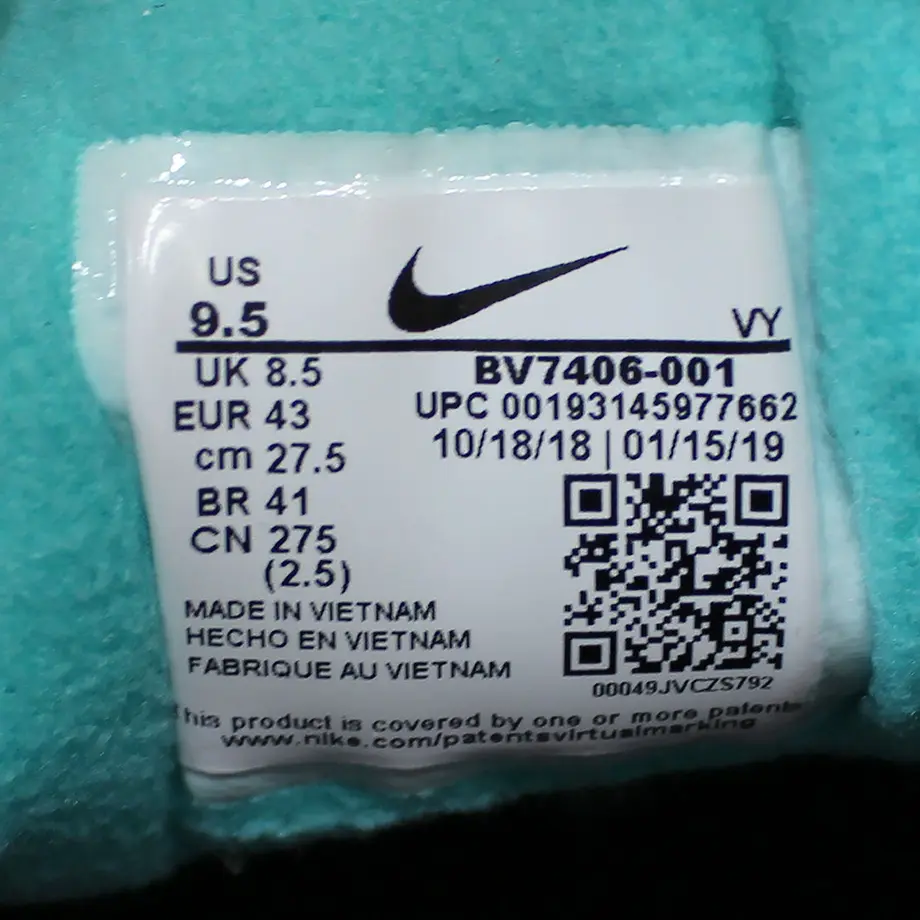 US
9.5
VY
UK 8.5
EUR 43
cm 27.5
BR 41
CN 275
(2.5)
BV7406-001
UPC 00193145977662
10/18/18 | 01/15/19
MADE IN VIETNAM
HECHO EN VIETNAM
FABRIQUE AU VIETNAM
00049JVCZS792
This product is covered by one or more patents
www.nike.com/patentsvirtualmarking